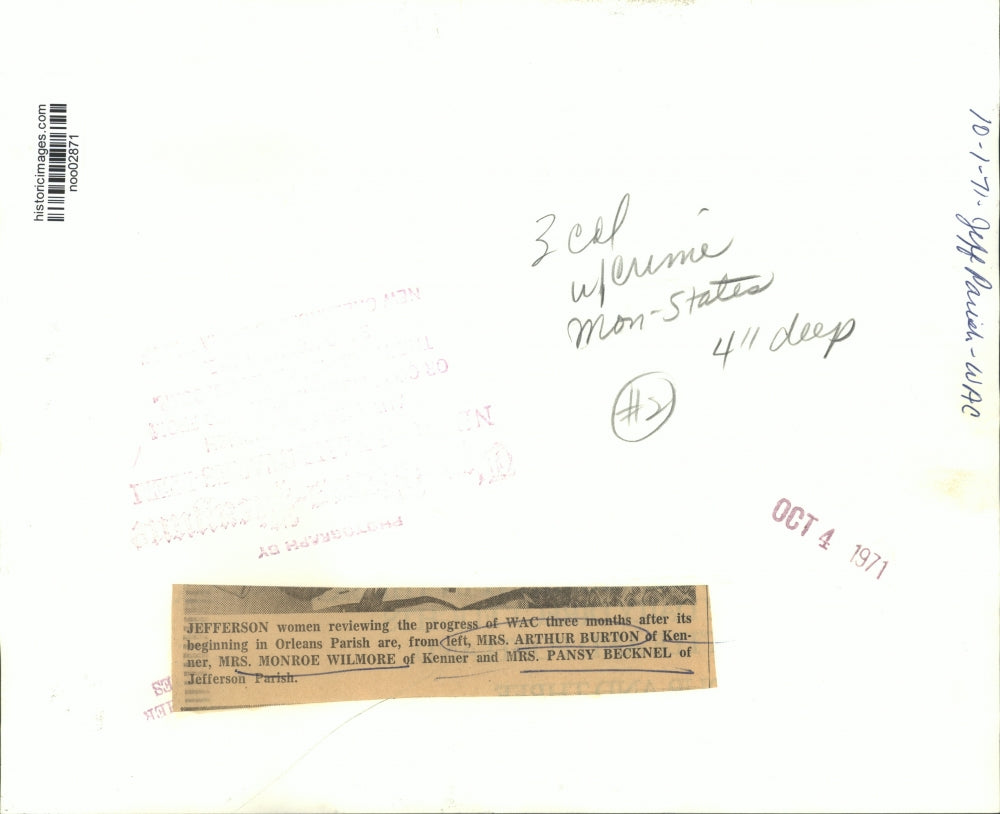 historicimages.com
noo02871
10-1-71- Jeff Parish - WAC
3 col
w/crime
Mon-States
4" deep
#2
NEW
OR
PHOTOGRAPH BY
OCT 4 1971
JEFFERSON women reviewing the progress of WAC three months after its
beginning in Orleans Parish are, from left, MRS. ARTHUR BURTON of Ken-
ner, MRS. MONROE WILMORE of Kenner and MRS. PANSY BECKNEL of
Jefferson Parish.